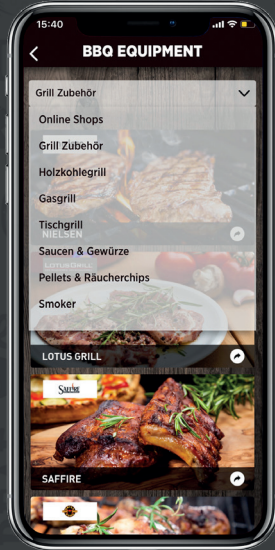 15:40
BBQ EQUIPMENT
Grill Zubehör
Online Shops
Grill Zubehör
Holzkohlegrill
Gasgrill
Tischgrill
NIELSEN
Saucen & Gewürze
Pellets & Räucherchips
Smoker
LOTUS GRILL
SAFFIRE
SAFFIRE